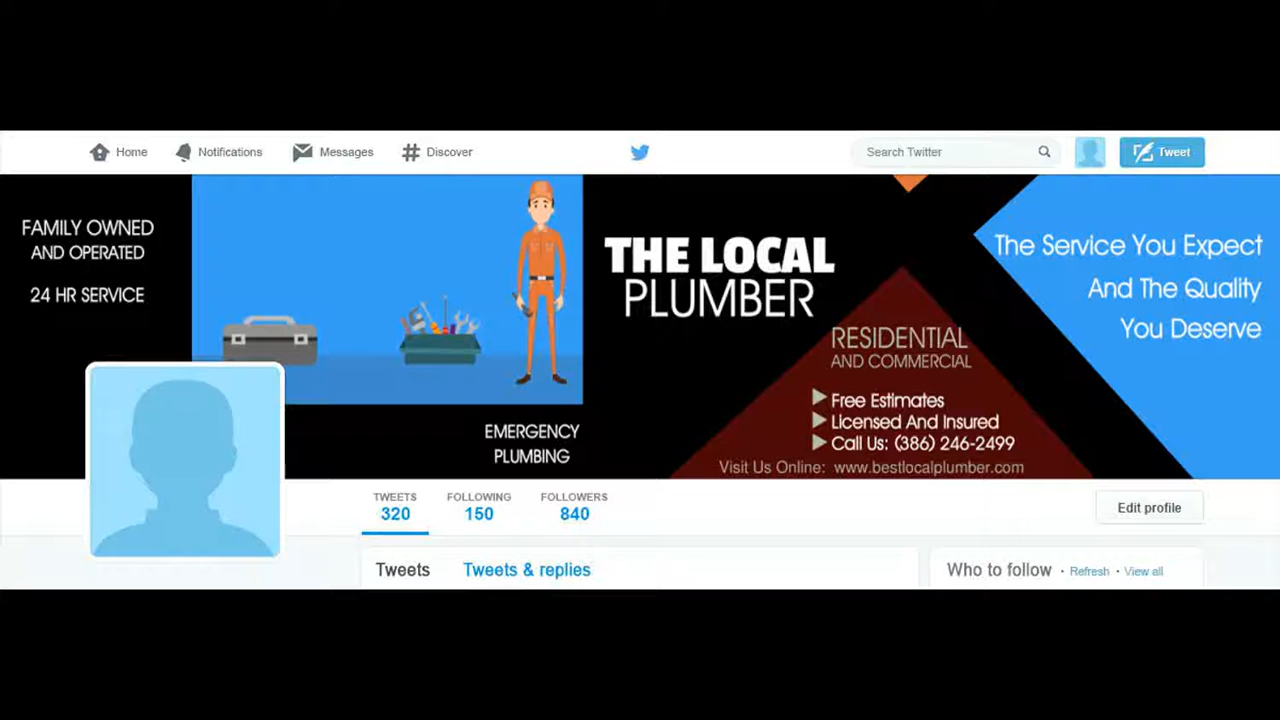 Home
Notifications
Messages
Discover
Search Twitter
Tweet
FAMILY OWNED
AND OPERATED
24 HR SERVICE
EMERGENCY
PLUMBING
THE LOCAL
PLUMBER
RESIDENTIAL
AND COMMERCIAL
Free Estimates
Licensed And Insured
Call Us: (386) 246-2499
Visit Us Online: www.bestlocalplumber.com
The Service You Expect
And The Quality
You Deserve
TWEETS
320
FOLLOWING
150
FOLLOWERS
840
Edit profile
Tweets
Tweets & replies
Who to follow · Refresh · View all